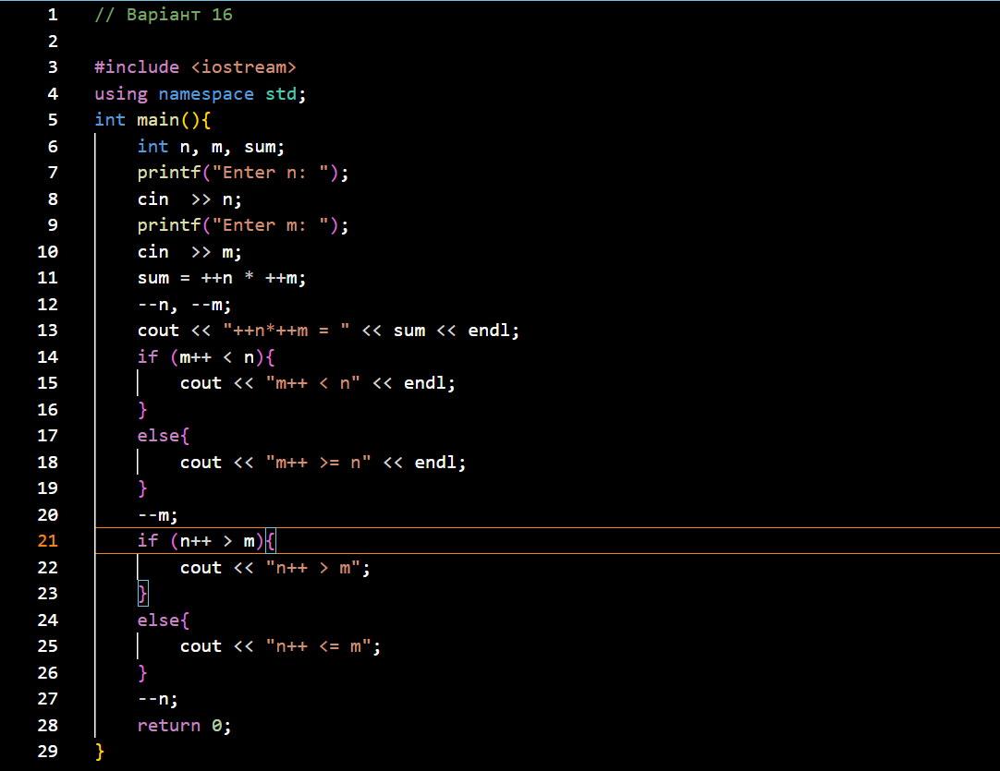 1 // Варіант 16
2
3 #include <iostream>
4 using namespace std;
5 int main(){
6 int n, m, sum;
7 printf("Enter n: ");
8 cin  >> n;
9 printf("Enter m: ");
10 cin  >> m;
11 sum = ++n * ++m;
12 --n, --m;
13 cout << "++n*++m = " << sum << endl;
14 if (m++ < n){
15 cout << "m++ < n" << endl;
16 }
17 else{
18 cout << "m++ >= n" << endl;
19 }
20 --m;
21 if (n++ > m){
22 cout << "n++ > m";
23 }
24 else{
25 cout << "n++ <= m";
26 }
27 --n;
28 return 0;
29 }